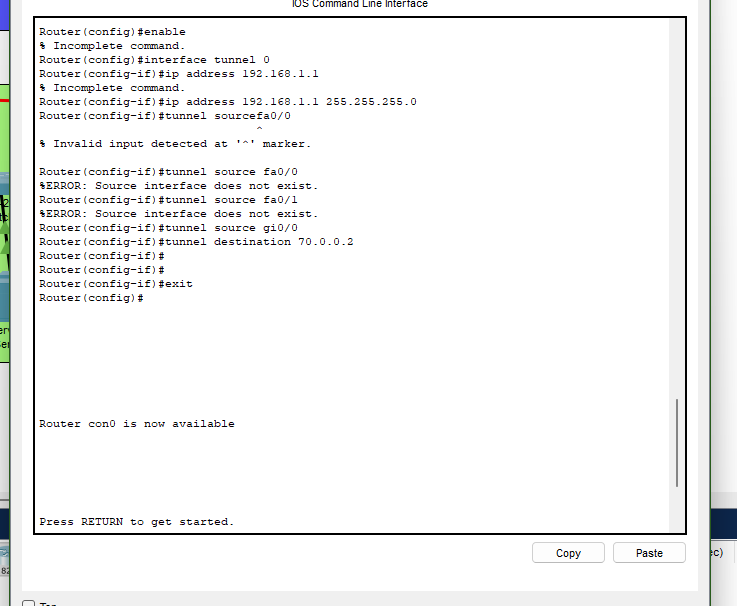 IOS Command Line Interface
Router(config)#enable
% Incomplete command.
Router(config)#interface tunnel 0
Router(config-if)#ip address 192.168.1.1
% Incomplete command.
Router(config-if)#ip address 192.168.1.1 255.255.255.0
Router(config-if)#tunnel sourcefa0/0
^
% Invalid input detected at '^' marker.
Router(config-if)#tunnel source fa0/0
%ERROR: Source interface does not exist.
Router(config-if)#tunnel source fa0/1
%ERROR: Source interface does not exist.
Router(config-if)#tunnel source gi0/0
Router(config-if)#tunnel destination 70.0.0.2
Router(config-if)#
Router(config-if)#
Router(config-if)#exit
Router(config)#
Router con0 is now available
Press RETURN to get started.
Copy
Paste